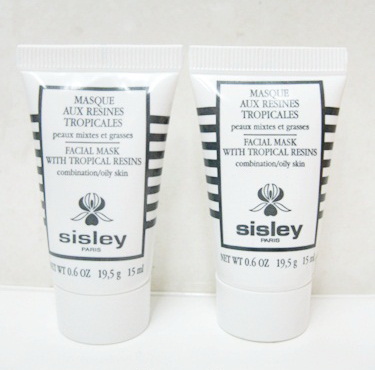 MASQUE
AUX RESINES
TROPICALES
peaux mixtes et grasses
FACIAL MASK
WITH TROPICAL RESINS
combination/oily skin
sisley
PARIS
NET WT 0.6 OZ 19,5 g 15 ml
MASQUE
AUX RESINES
TROPICALES
peaux mixtes et grasses
FACIAL MASK
WITH TROPICAL RESINS
combination/oily skin
sisley
PARIS
NET WT 0.6 OZ 19,5 g 15 ml